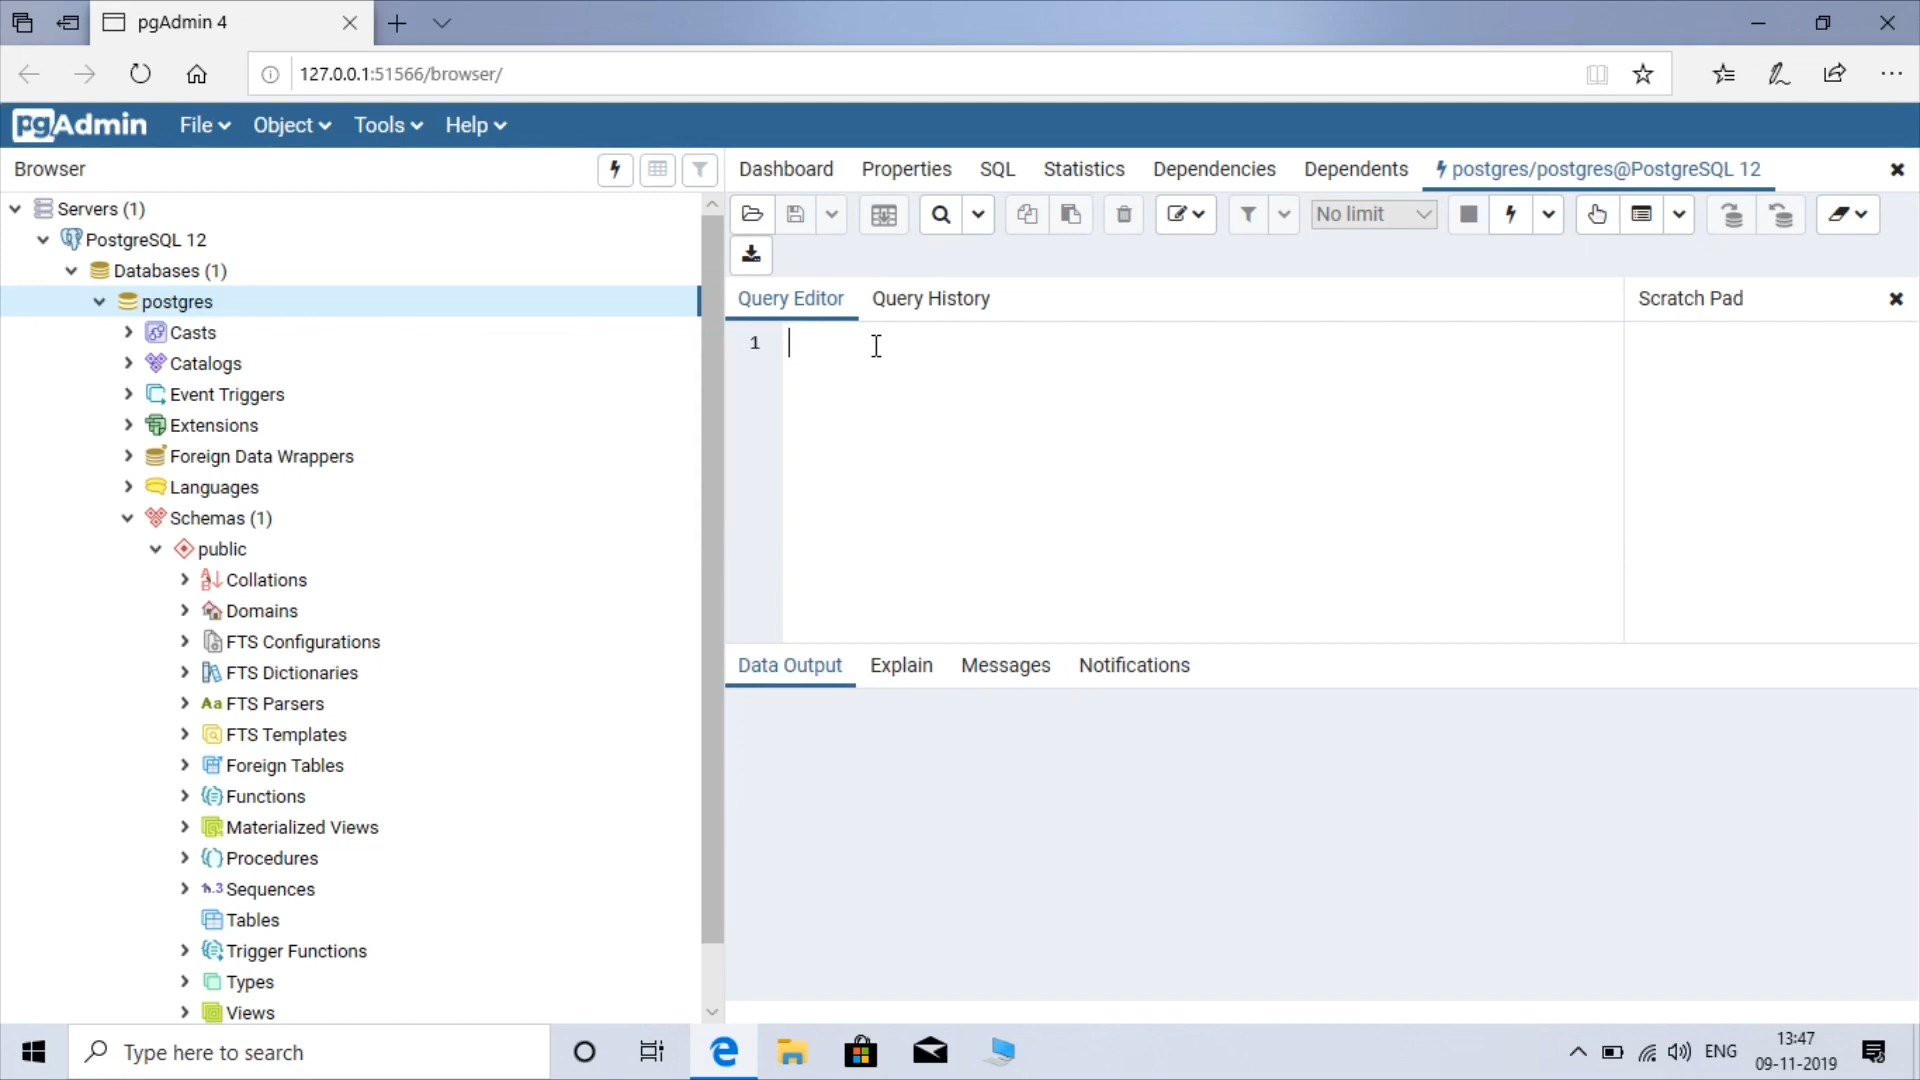 pgAdmin 4
127.0.0.1:51566/browser/
pgAdmin File Object Tools Help
Browser
Dashboard Properties SQL Statistics Dependencies Dependents postgres/postgres@PostgreSQL 12
Servers (1)
PostgreSQL 12
Databases (1)
postgres
Casts
Catalogs
Event Triggers
Extensions
Foreign Data Wrappers
Languages
Schemas (1)
public
Collations
Domains
FTS Configurations
FTS Dictionaries
Aa FTS Parsers
FTS Templates
Foreign Tables
Functions
Materialized Views
Procedures
Sequences
Tables
Trigger Functions
Types
Views
No limit
Query Editor Query History
Scratch Pad
1
Data Output Explain Messages Notifications
Type here to search
ENG
13:47
09-11-2019